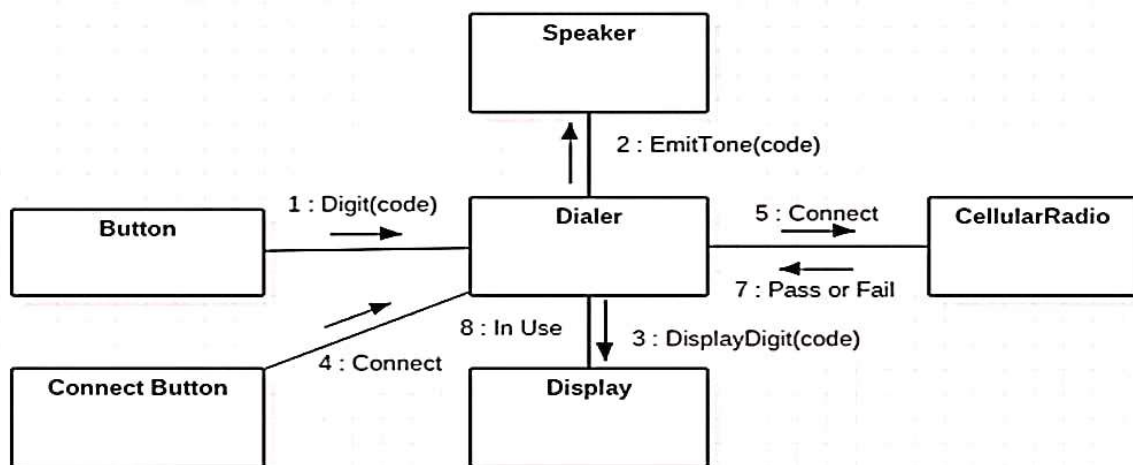 Speaker
2 : EmitTone(code)
1 : Digit(code)
Button
Dialer
5 : Connect
CellularRadio
7 : Pass or Fail
8 : In Use
3 : DisplayDigit(code)
4 : Connect
Connect Button
Display